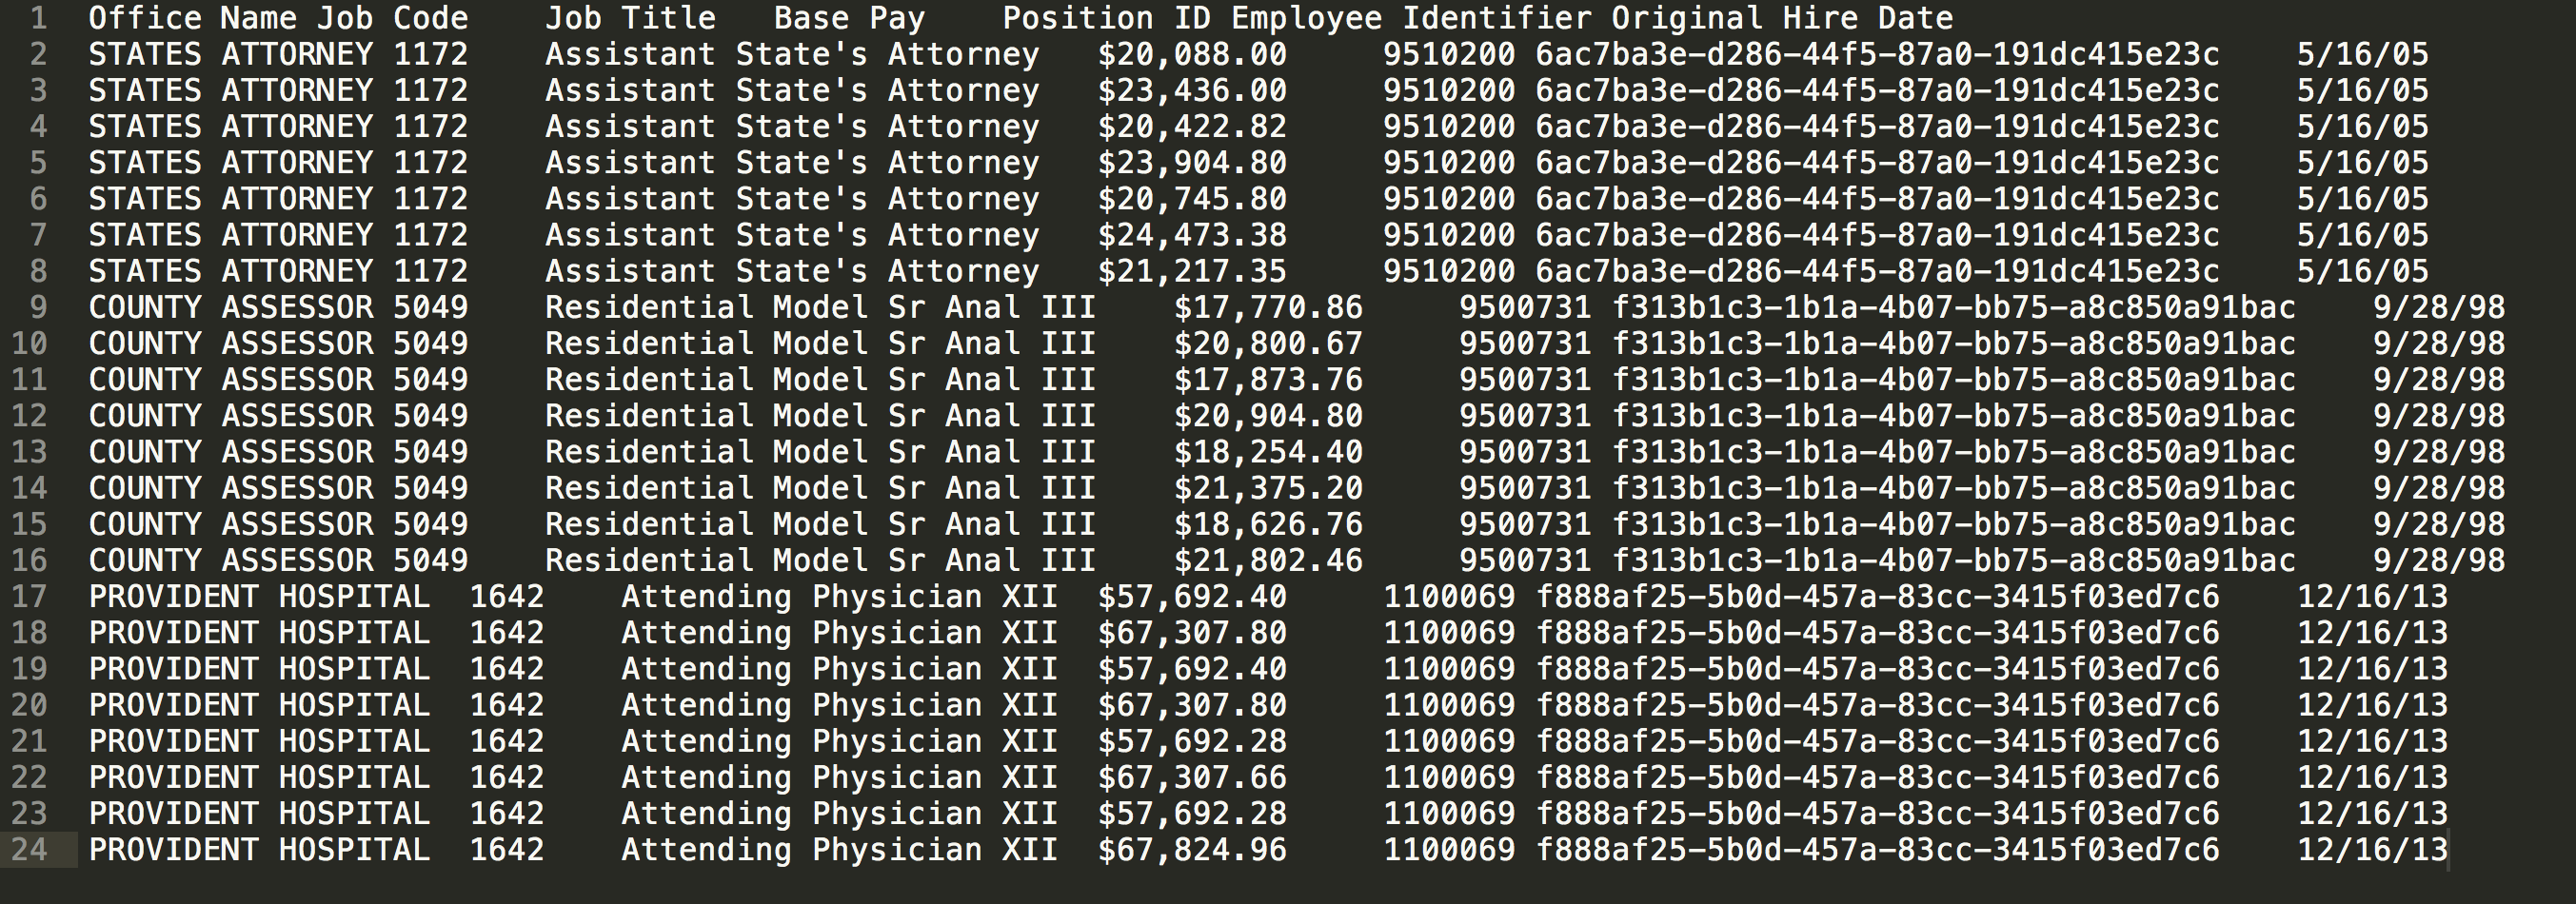 1 Office Name Job Code Job Title Base Pay Position ID Employee Identifier Original Hire Date
2 STATES ATTORNEY 1172 Assistant State's Attorney $20,088.00 9510200 6ac7ba3e-d286-44f5-87a0-191dc415e23c 5/16/05
3 STATES ATTORNEY 1172 Assistant State's Attorney $23,436.00 9510200 6ac7ba3e-d286-44f5-87a0-191dc415e23c 5/16/05
4 STATES ATTORNEY 1172 Assistant State's Attorney $20,422.82 9510200 6ac7ba3e-d286-44f5-87a0-191dc415e23c 5/16/05
5 STATES ATTORNEY 1172 Assistant State's Attorney $23,904.80 9510200 6ac7ba3e-d286-44f5-87a0-191dc415e23c 5/16/05
6 STATES ATTORNEY 1172 Assistant State's Attorney $20,745.80 9510200 6ac7ba3e-d286-44f5-87a0-191dc415e23c 5/16/05
7 STATES ATTORNEY 1172 Assistant State's Attorney $24,473.38 9510200 6ac7ba3e-d286-44f5-87a0-191dc415e23c 5/16/05
8 STATES ATTORNEY 1172 Assistant State's Attorney $21,217.35 9510200 6ac7ba3e-d286-44f5-87a0-191dc415e23c 5/16/05
9 COUNTY ASSESSOR 5049 Residential Model Sr Anal III $17,770.86 9500731 f313b1c3-1b1a-4b07-bb75-a8c850a91bac 9/28/98
10 COUNTY ASSESSOR 5049 Residential Model Sr Anal III $20,800.67 9500731 f313b1c3-1b1a-4b07-bb75-a8c850a91bac 9/28/98
11 COUNTY ASSESSOR 5049 Residential Model Sr Anal III $17,873.76 9500731 f313b1c3-1b1a-4b07-bb75-a8c850a91bac 9/28/98
12 COUNTY ASSESSOR 5049 Residential Model Sr Anal III $20,904.80 9500731 f313b1c3-1b1a-4b07-bb75-a8c850a91bac 9/28/98
13 COUNTY ASSESSOR 5049 Residential Model Sr Anal III $18,254.40 9500731 f313b1c3-1b1a-4b07-bb75-a8c850a91bac 9/28/98
14 COUNTY ASSESSOR 5049 Residential Model Sr Anal III $21,375.20 9500731 f313b1c3-1b1a-4b07-bb75-a8c850a91bac 9/28/98
15 COUNTY ASSESSOR 5049 Residential Model Sr Anal III $18,626.76 9500731 f313b1c3-1b1a-4b07-bb75-a8c850a91bac 9/28/98
16 COUNTY ASSESSOR 5049 Residential Model Sr Anal III $21,802.46 9500731 f313b1c3-1b1a-4b07-bb75-a8c850a91bac 9/28/98
17 PROVIDENT HOSPITAL 1642 Attending Physician XII $57,692.40 1100069 f888af25-5b0d-457a-83cc-3415f03ed7c6 12/16/13
18 PROVIDENT HOSPITAL 1642 Attending Physician XII $67,307.80 1100069 f888af25-5b0d-457a-83cc-3415f03ed7c6 12/16/13
19 PROVIDENT HOSPITAL 1642 Attending Physician XII $57,692.40 1100069 f888af25-5b0d-457a-83cc-3415f03ed7c6 12/16/13
20 PROVIDENT HOSPITAL 1642 Attending Physician XII $67,307.80 1100069 f888af25-5b0d-457a-83cc-3415f03ed7c6 12/16/13
21 PROVIDENT HOSPITAL 1642 Attending Physician XII $57,692.28 1100069 f888af25-5b0d-457a-83cc-3415f03ed7c6 12/16/13
22 PROVIDENT HOSPITAL 1642 Attending Physician XII $67,307.66 1100069 f888af25-5b0d-457a-83cc-3415f03ed7c6 12/16/13
23 PROVIDENT HOSPITAL 1642 Attending Physician XII $57,692.28 1100069 f888af25-5b0d-457a-83cc-3415f03ed7c6 12/16/13
24 PROVIDENT HOSPITAL 1642 Attending Physician XII $67,824.96 1100069 f888af25-5b0d-457a-83cc-3415f03ed7c6 12/16/13